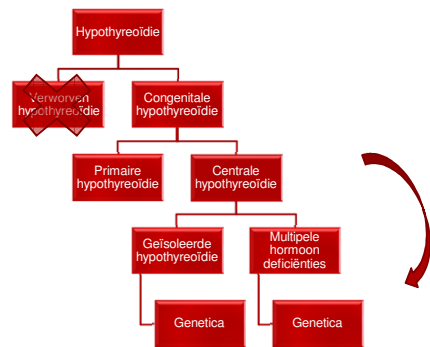 Hypothyreoïdie
Verworven
hypothyreoïdie
Congenitale
hypothyreoïdie
Primaire
hypothyreoïdie
Centrale
hypothyreoïdie
Geïsoleerde
hypothyreoïdie
Multipele
hormoon
deficiënties
Genetica
Genetica